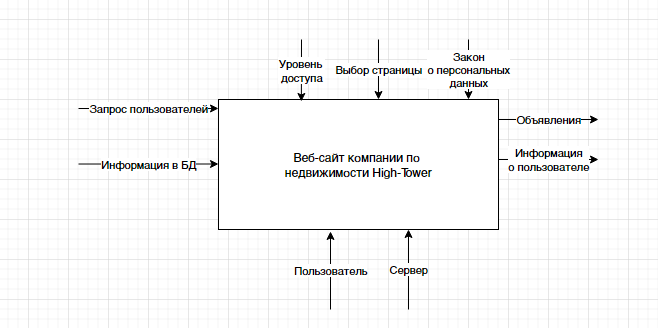 Уровень
доступа
Выбор страницы
Закон
о персональных
данных
Запрос пользователей
Информация в БД
Веб-сайт компании по
недвижимости High-Tower
Объявления
Информация
о пользователе
Пользователь
Сервер